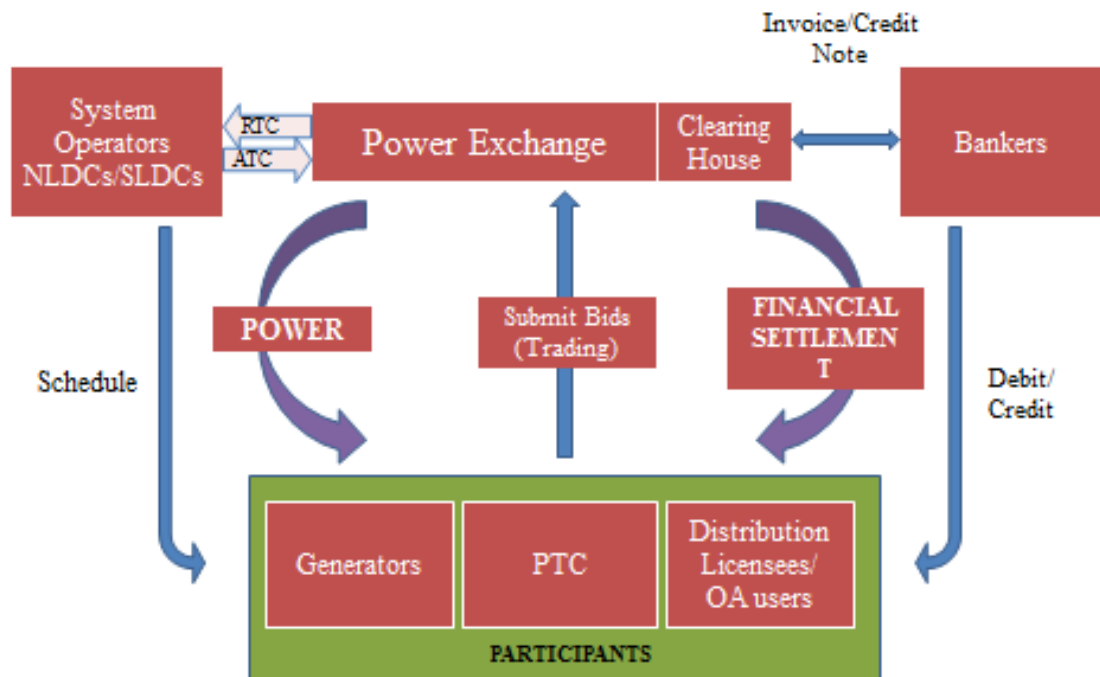 Invoice/Credit
Note
System
Operators
NLDCs/SLDCs
RTC
ATC
Power Exchange
Clearing
House
Bankers
POWER
Submit Bids
(Trading)
FINANCIAL
SETTLEMEN
T
Schedule
Debit/
Credit
Generators
PTC
Distribution
Licensees/
OA users
PARTICIPANTS